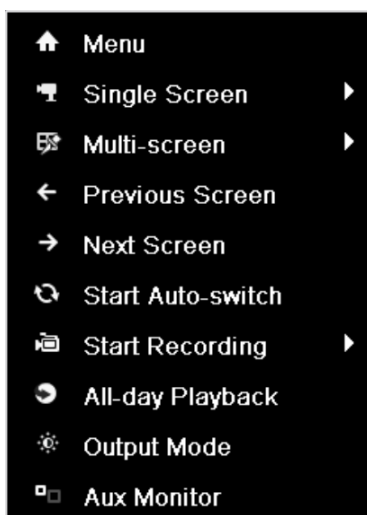 Menu
Single Screen
Multi-screen
Previous Screen
Next Screen
Start Auto-switch
Start Recording
All-day Playback
Output Mode
Aux Monitor